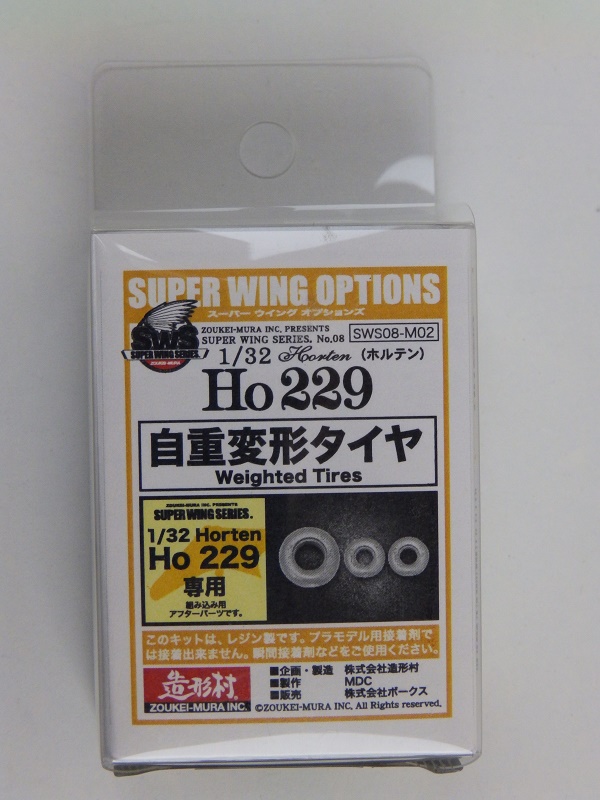 SUPER WING OPTIONS
スーパー ウイング オプションズ
SWS
SUPER WING SERIES.
ZOUKEI-MURA
ZOUKEI-MURA INC. PRESENTS
SUPER WING SERIES. No.08
SWS08-M02
1/32 Horten (ホルテン)
Ho 229
自重変形タイヤ
Weighted Tires
ZOUKEI-MURA INC. PRESENTS
SUPER WING SERIES.
1/32 Horten
Ho 229
専用
組み込み用
アフターパーツです。
このキットは、レジン製です。プラモデル用接着剤で
は接着出来ません。瞬間接着剤などをご使用ください。
造形村
ZOUKEI-MURA INC.
■企画・製造 株式会社造形村
■製作 MDC
■販売 株式会社ボークス
©ZOUKEI-MURA INC. All Rights reserved.